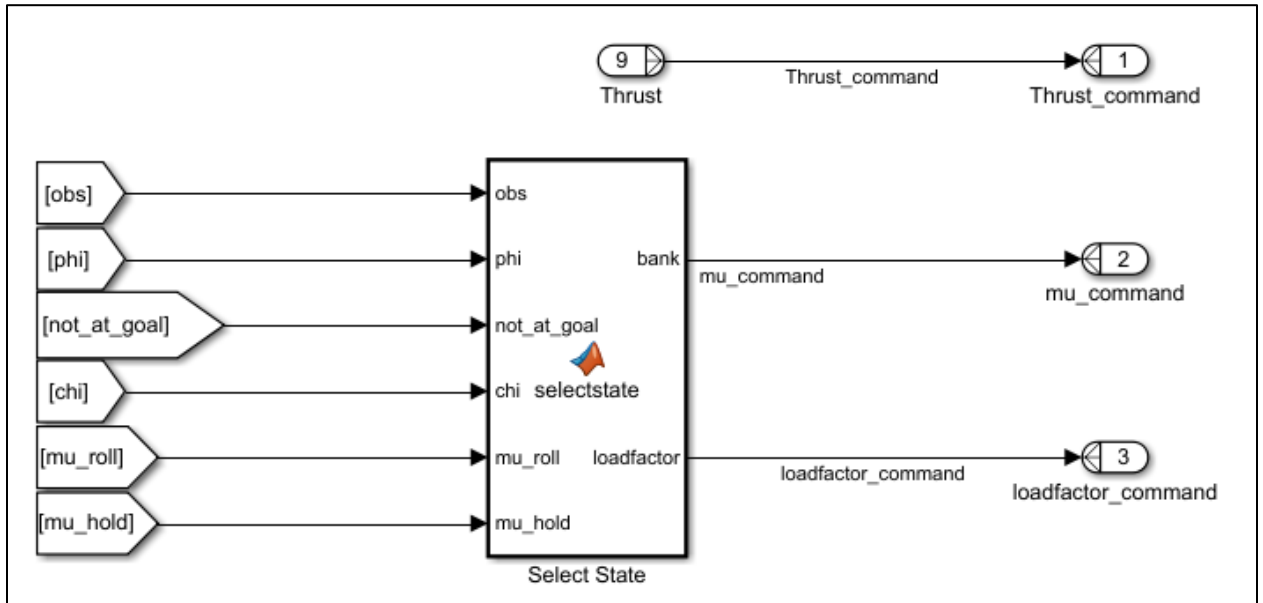 9
Thrust
Thrust_command
1
Thrust_command
[obs]
[phi]
[not_at_goal]
[chi]
[mu_roll]
[mu_hold]
obs
phi
not_at_goal
chi
selectstate
mu_roll
mu_hold
bank
loadfactor
Select State
mu_command
2
mu_command
loadfactor_command
3
loadfactor_command